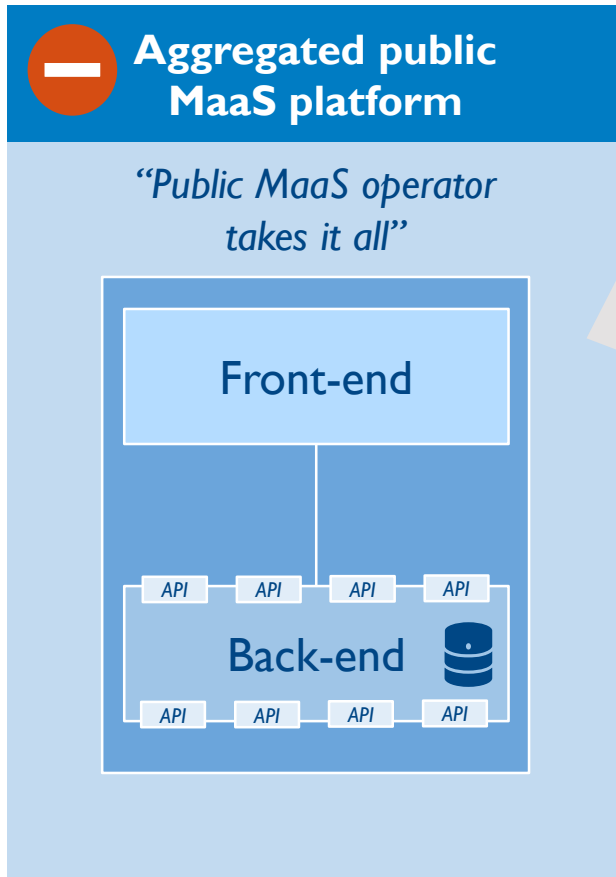 Aggregated public
MaaS platform
“Public MaaS operator
takes it all”
Front-end
API API API API
Back-end
API API API API